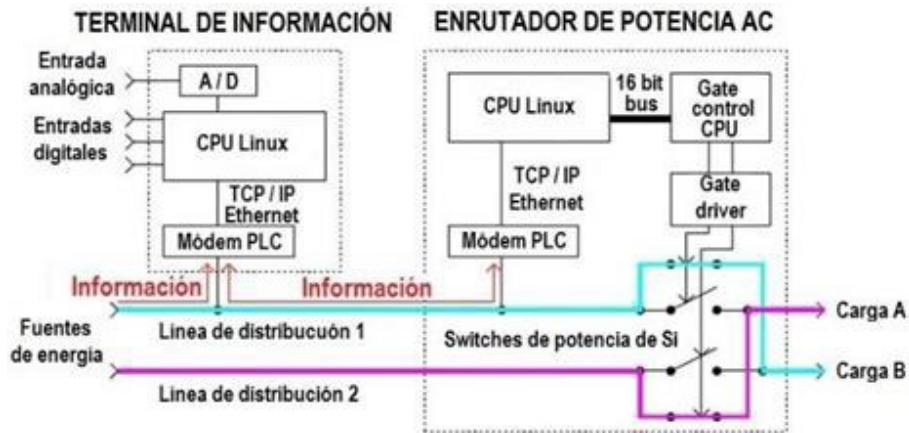 TERMINAL DE INFORMACIÓN
ENRUTADOR DE POTENCIA AC
Entrada
analógica
A / D
Entradas
digitales
CPU Linux
TCP / IP
Ethernet
Módem PLC
CPU Linux
16 bit
bus
Gate
control
CPU
TCP / IP
Ethernet
Gate
driver
Módem PLC
Información
Información
Fuentes
de energia
Linea de distribucuón 1
Switches de potencia de Si
Linea de distribución 2
Carga A
Carga B